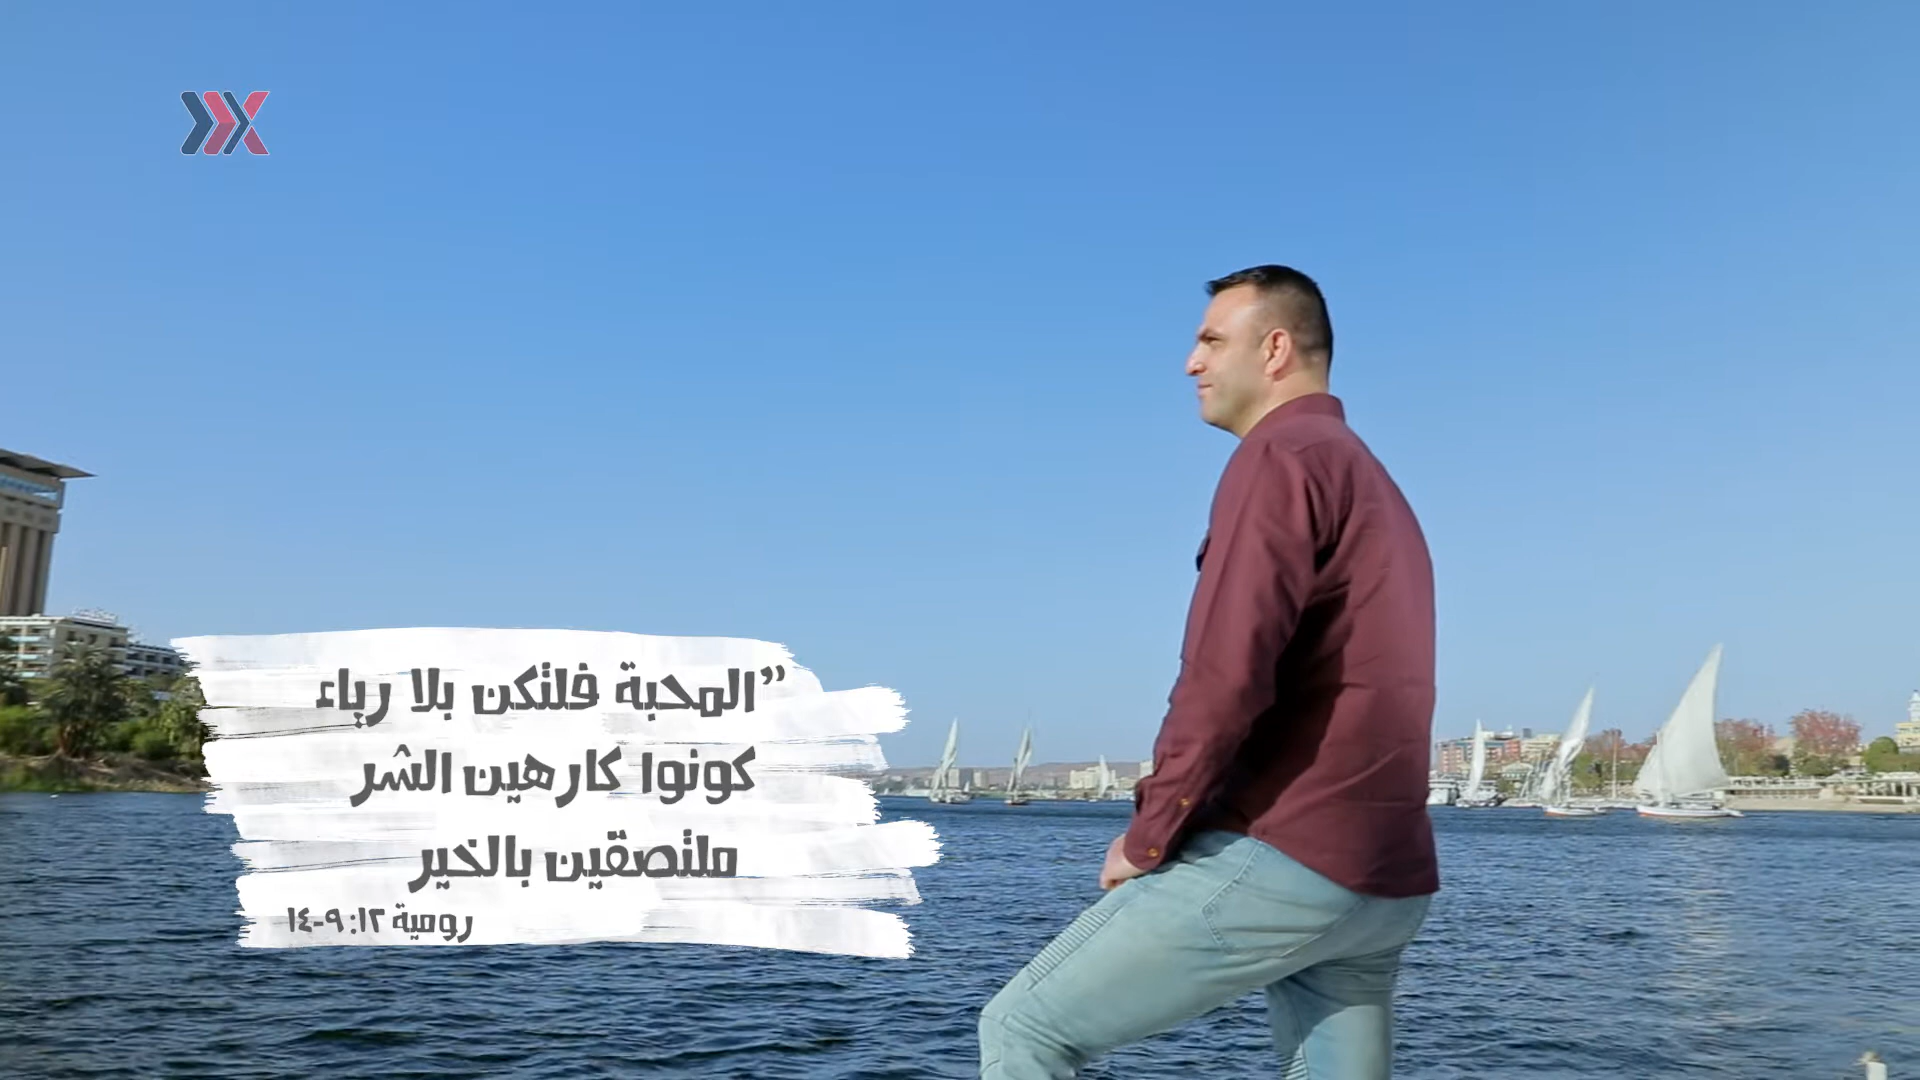 ”المحبة فلتكن بلا رياء
كونوا كارهين الشر
ملتصقين بالخير
رومية ١٢: ٩-١٤